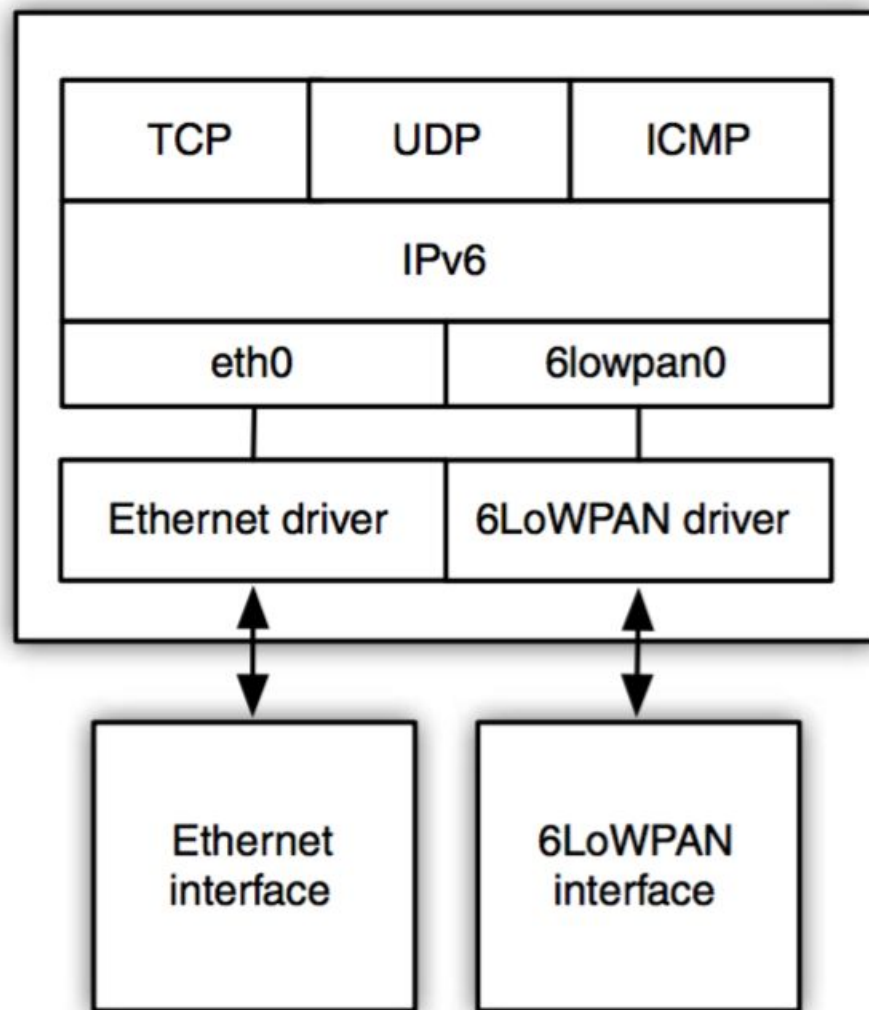 TCP
UDP
ICMP
IPv6
eth0
6lowpan0
Ethernet driver
6LoWPAN driver
Ethernet
interface
6LoWPAN
interface